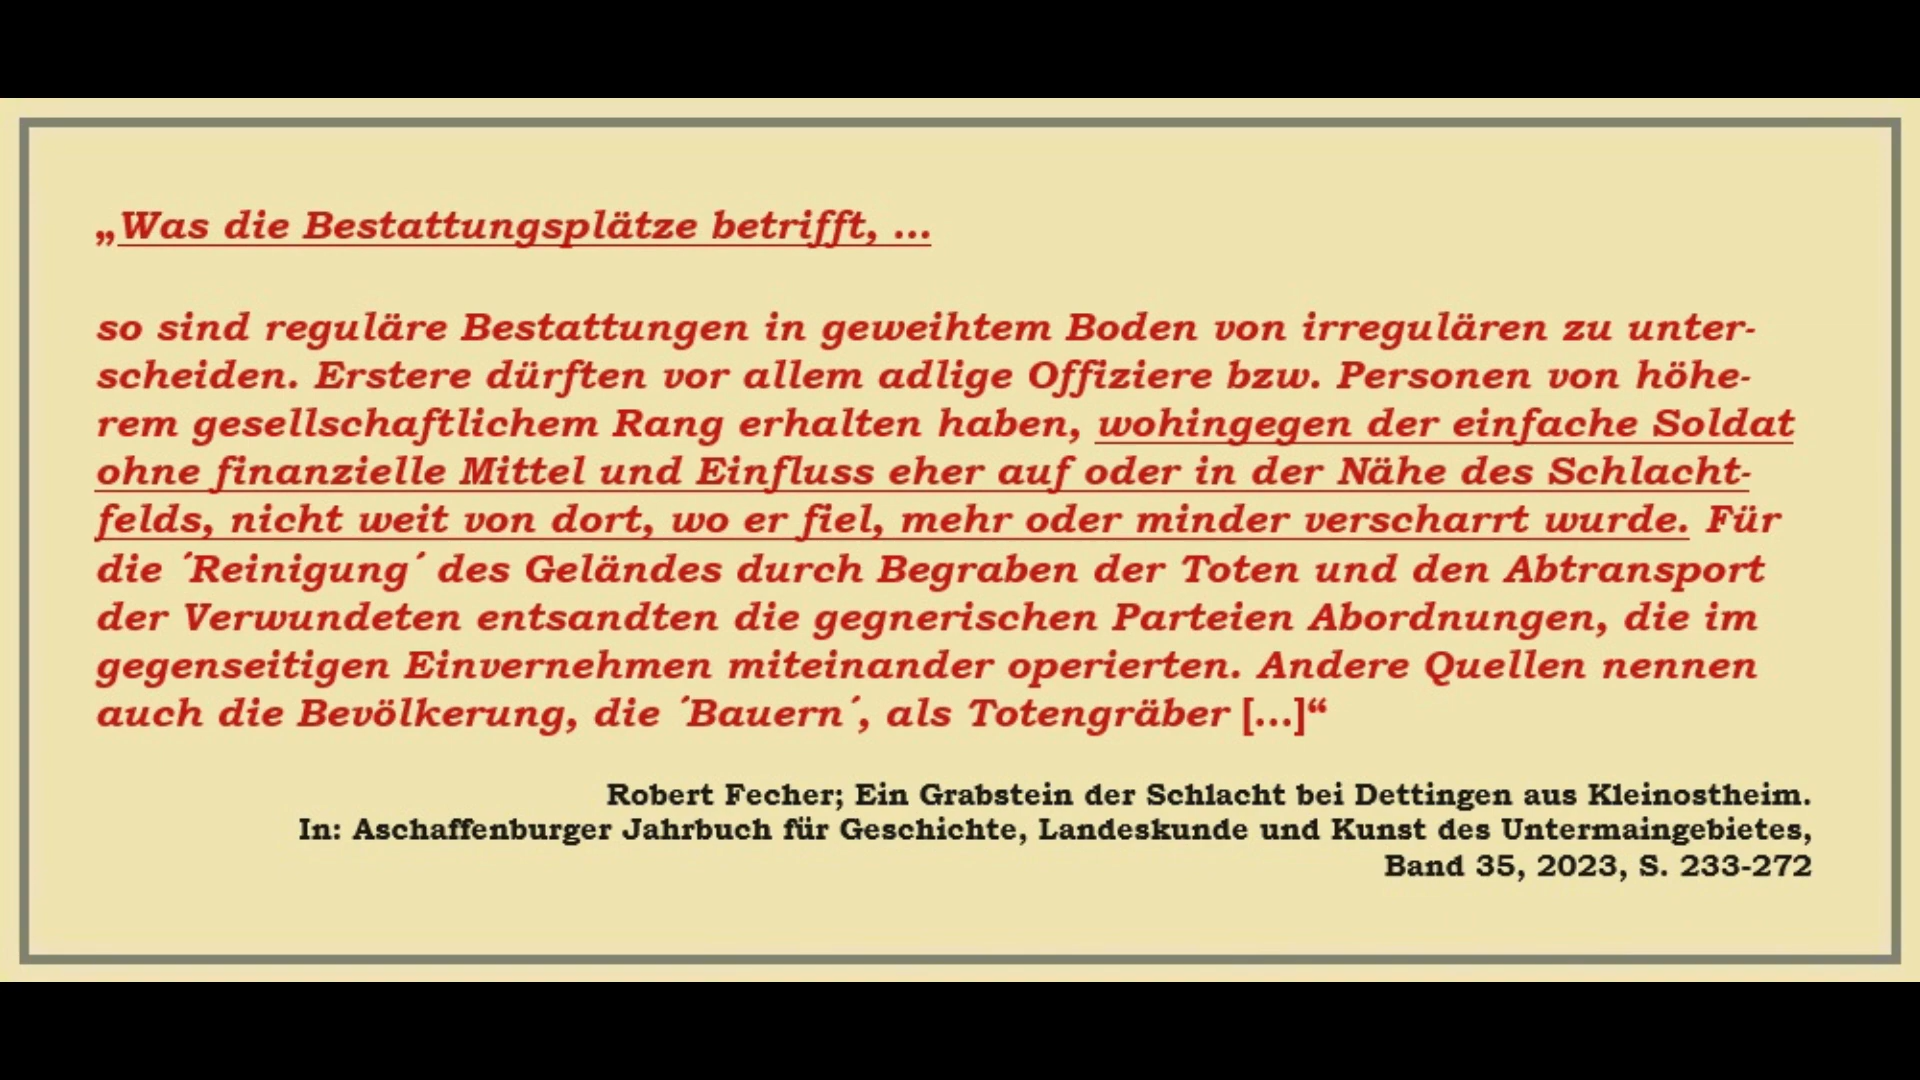 „Was die Bestattungsplätze betrifft, ...
so sind reguläre Bestattungen in geweihtem Boden von irregulären zu unter-
scheiden. Erstere dürften vor allem adlige Offiziere bzw. Personen von höhe-
rem gesellschaftlichem Rang erhalten haben, wohingegen der einfache Soldat
ohne finanzielle Mittel und Einfluss eher auf oder in der Nähe des Schlacht-
felds, nicht weit von dort, wo er fiel, mehr oder minder verscharrt wurde. Für
die ´Reinigung´ des Geländes durch Begraben der Toten und den Abtransport
der Verwundeten entsandten die gegnerischen Parteien Abordnungen, die im
gegenseitigen Einvernehmen miteinander operierten. Andere Quellen nennen
auch die Bevölkerung, die ´Bauern´, als Totengräber [...]“
Robert Fecher; Ein Grabstein der Schlacht bei Dettingen aus Kleinostheim.
In: Aschaffenburger Jahrbuch für Geschichte, Landeskunde und Kunst des Untermaingebietes,
Band 35, 2023, S. 233-272